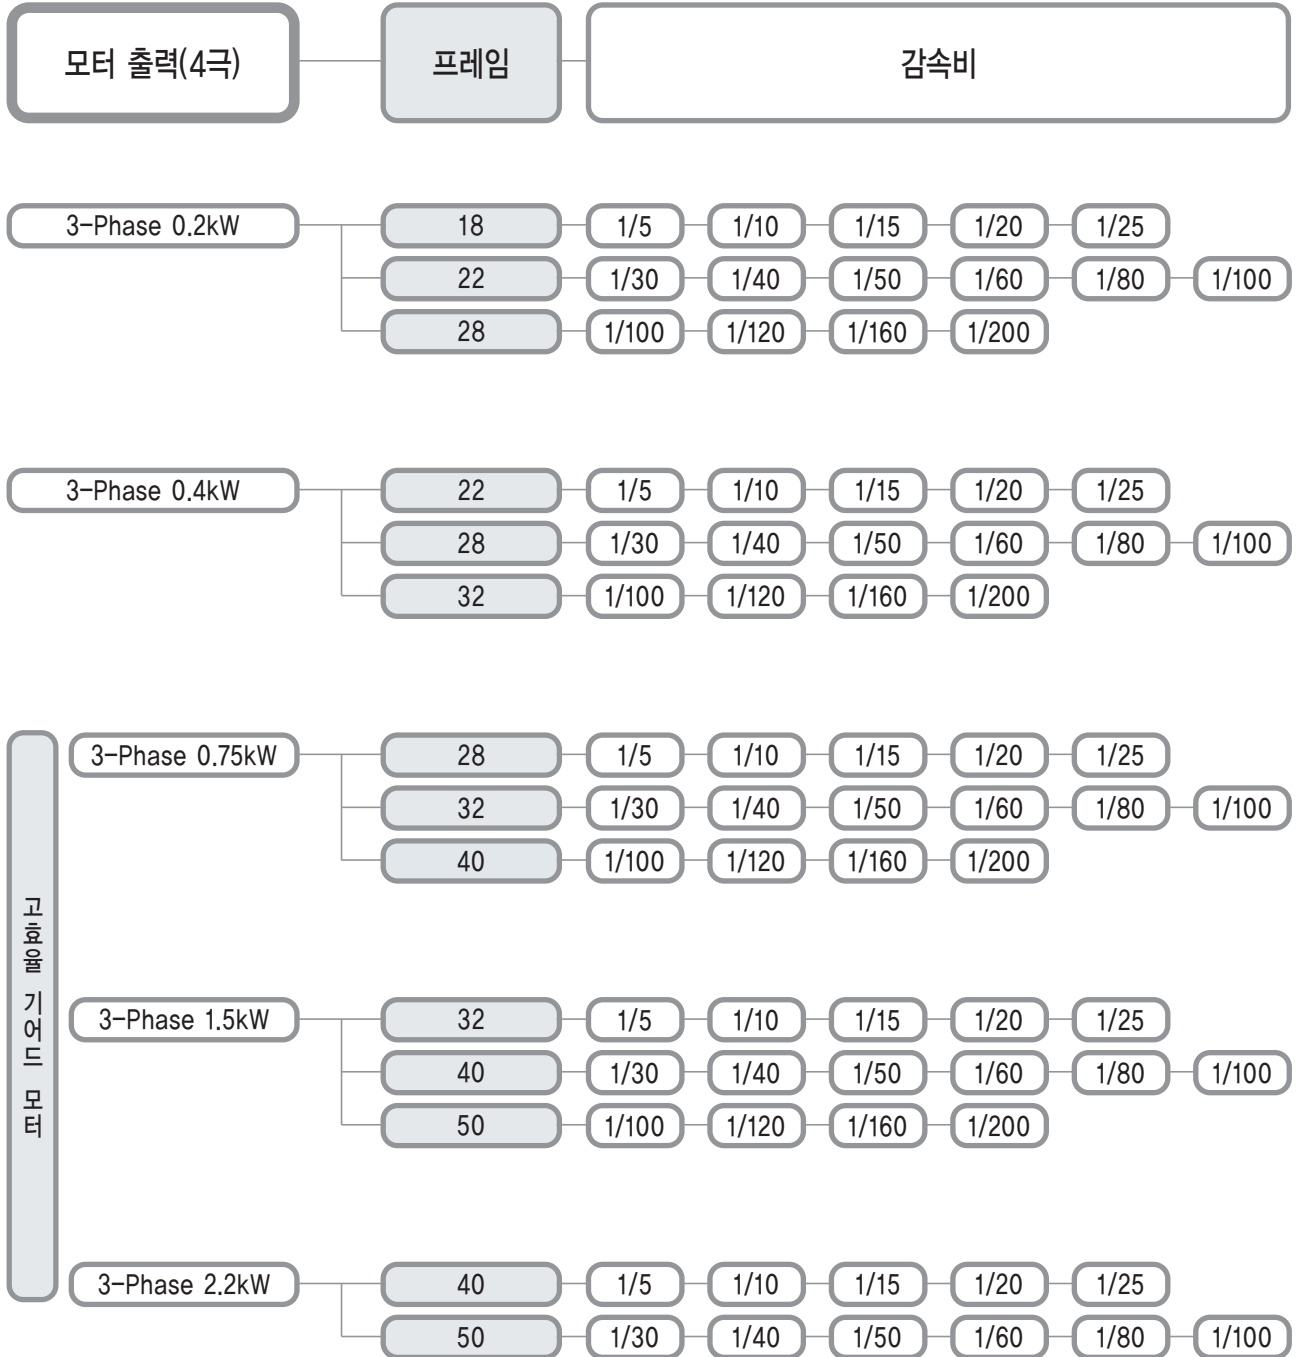 모터 출력(4극) 프레임 감속비
3-Phase 0.2kW 18 1/5 1/10 1/15 1/20 1/25
22 1/30 1/40 1/50 1/60 1/80 1/100
28 1/100 1/120 1/160 1/200
3-Phase 0.4kW 22 1/5 1/10 1/15 1/20 1/25
28 1/30 1/40 1/50 1/60 1/80 1/100
32 1/100 1/120 1/160 1/200
고효율 기어드 모터
3-Phase 0.75kW 28 1/5 1/10 1/15 1/20 1/25
32 1/30 1/40 1/50 1/60 1/80 1/100
40 1/100 1/120 1/160 1/200
3-Phase 1.5kW 32 1/5 1/10 1/15 1/20 1/25
40 1/30 1/40 1/50 1/60 1/80 1/100
50 1/100 1/120 1/160 1/200
3-Phase 2.2kW 40 1/5 1/10 1/15 1/20 1/25
50 1/30 1/40 1/50 1/60 1/80 1/100